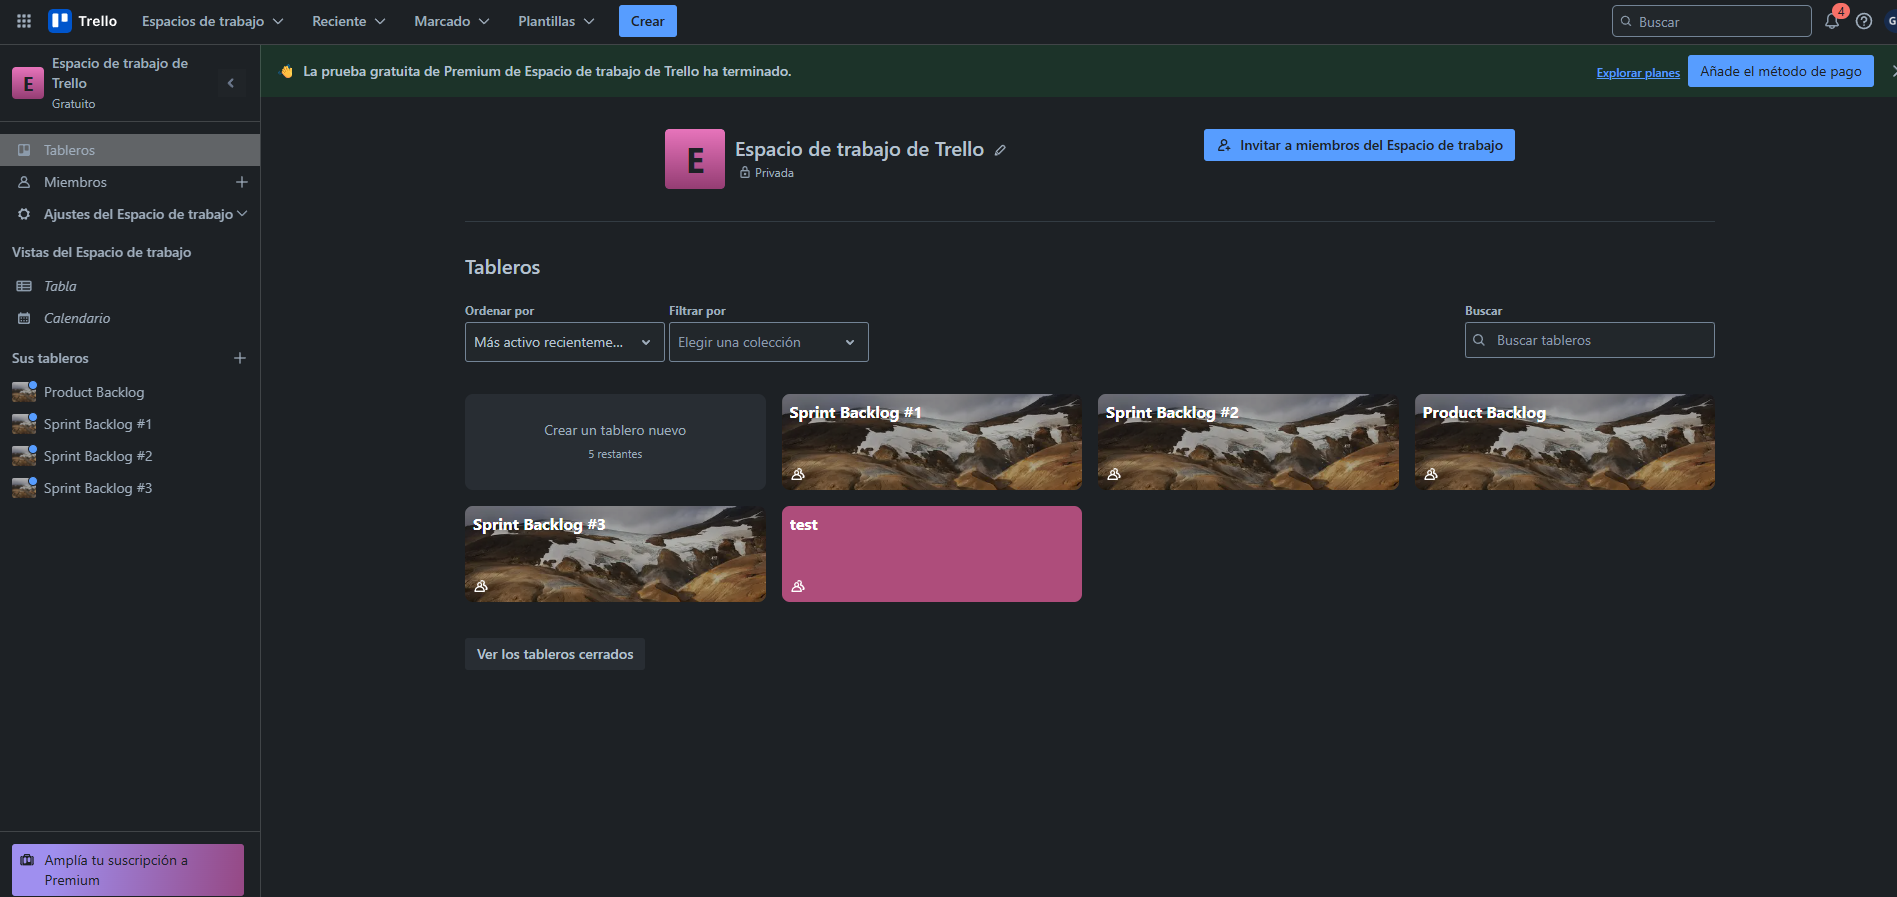 Trello
Espacios de trabajo
Reciente
Marcado
Plantillas
Crear
Buscar
4
G
E
Espacio de trabajo de
Trello
Gratuito
Tableros
Miembros
Ajustes del Espacio de trabajo
Vistas del Espacio de trabajo
Tabla
Calendario
Sus tableros
Product Backlog
Sprint Backlog #1
Sprint Backlog #2
Sprint Backlog #3
Amplía tu suscripción a
Premium
La prueba gratuita de Premium de Espacio de trabajo de Trello ha terminado.
Explorar planes
Añade el método de pago
E
Espacio de trabajo de Trello
Privada
Invitar a miembros del Espacio de trabajo
Tableros
Ordenar por
Filtrar por
Buscar
Más activo recienteme...
Elegir una colección
Buscar tableros
Crear un tablero nuevo
5 restantes
Sprint Backlog #1
Sprint Backlog #2
Product Backlog
Sprint Backlog #3
test
Ver los tableros cerrados